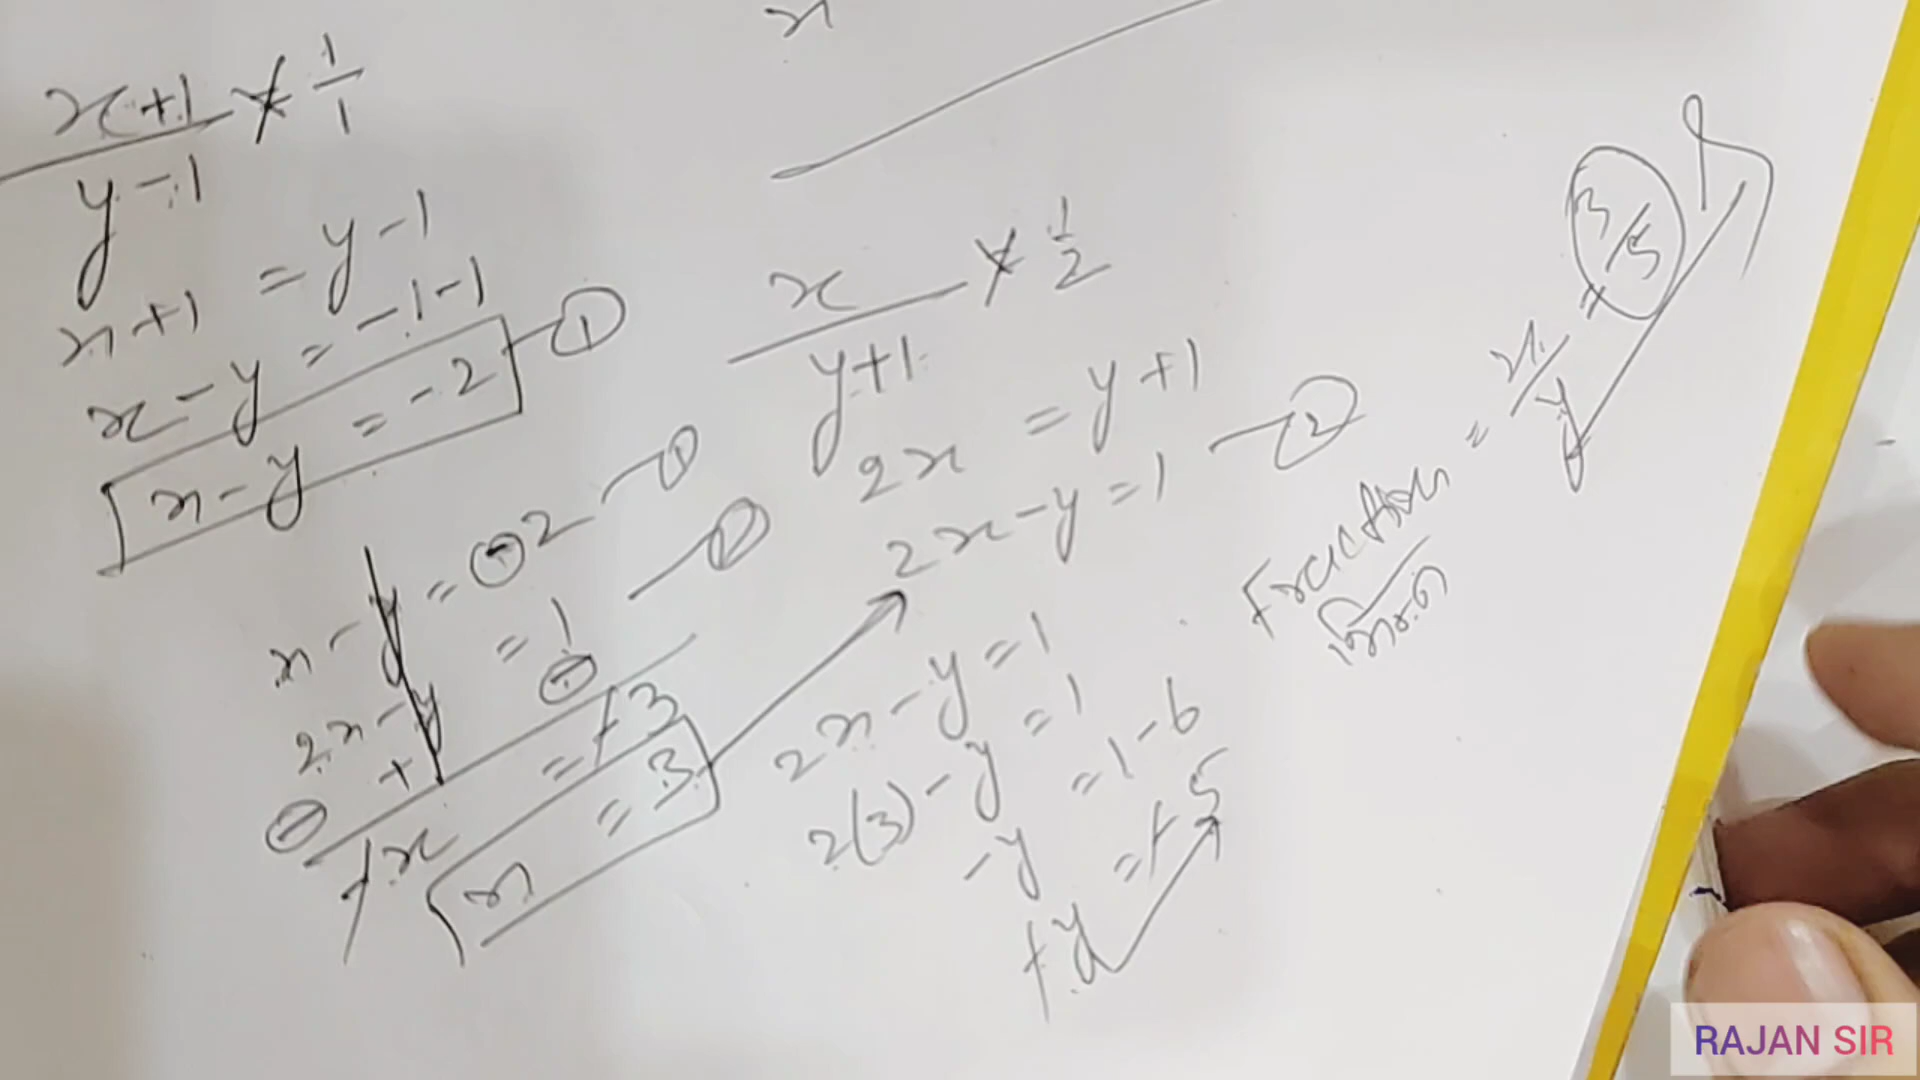 x
x+1/y-1 × 1/1
x+1 = y-1
x-y = -1-1
x-y = -2 ①
x-y = -2 ①
2x-y = 1 ②
- + -
-x = -3
x = 3
x/y+1 × 1/2
2x = y+1
2x-y=1 ②
2x-y=1
2(3)-y=1
-y = 1-6
-y = -5
Fraction = x/y = 3/5
RAJAN SIR